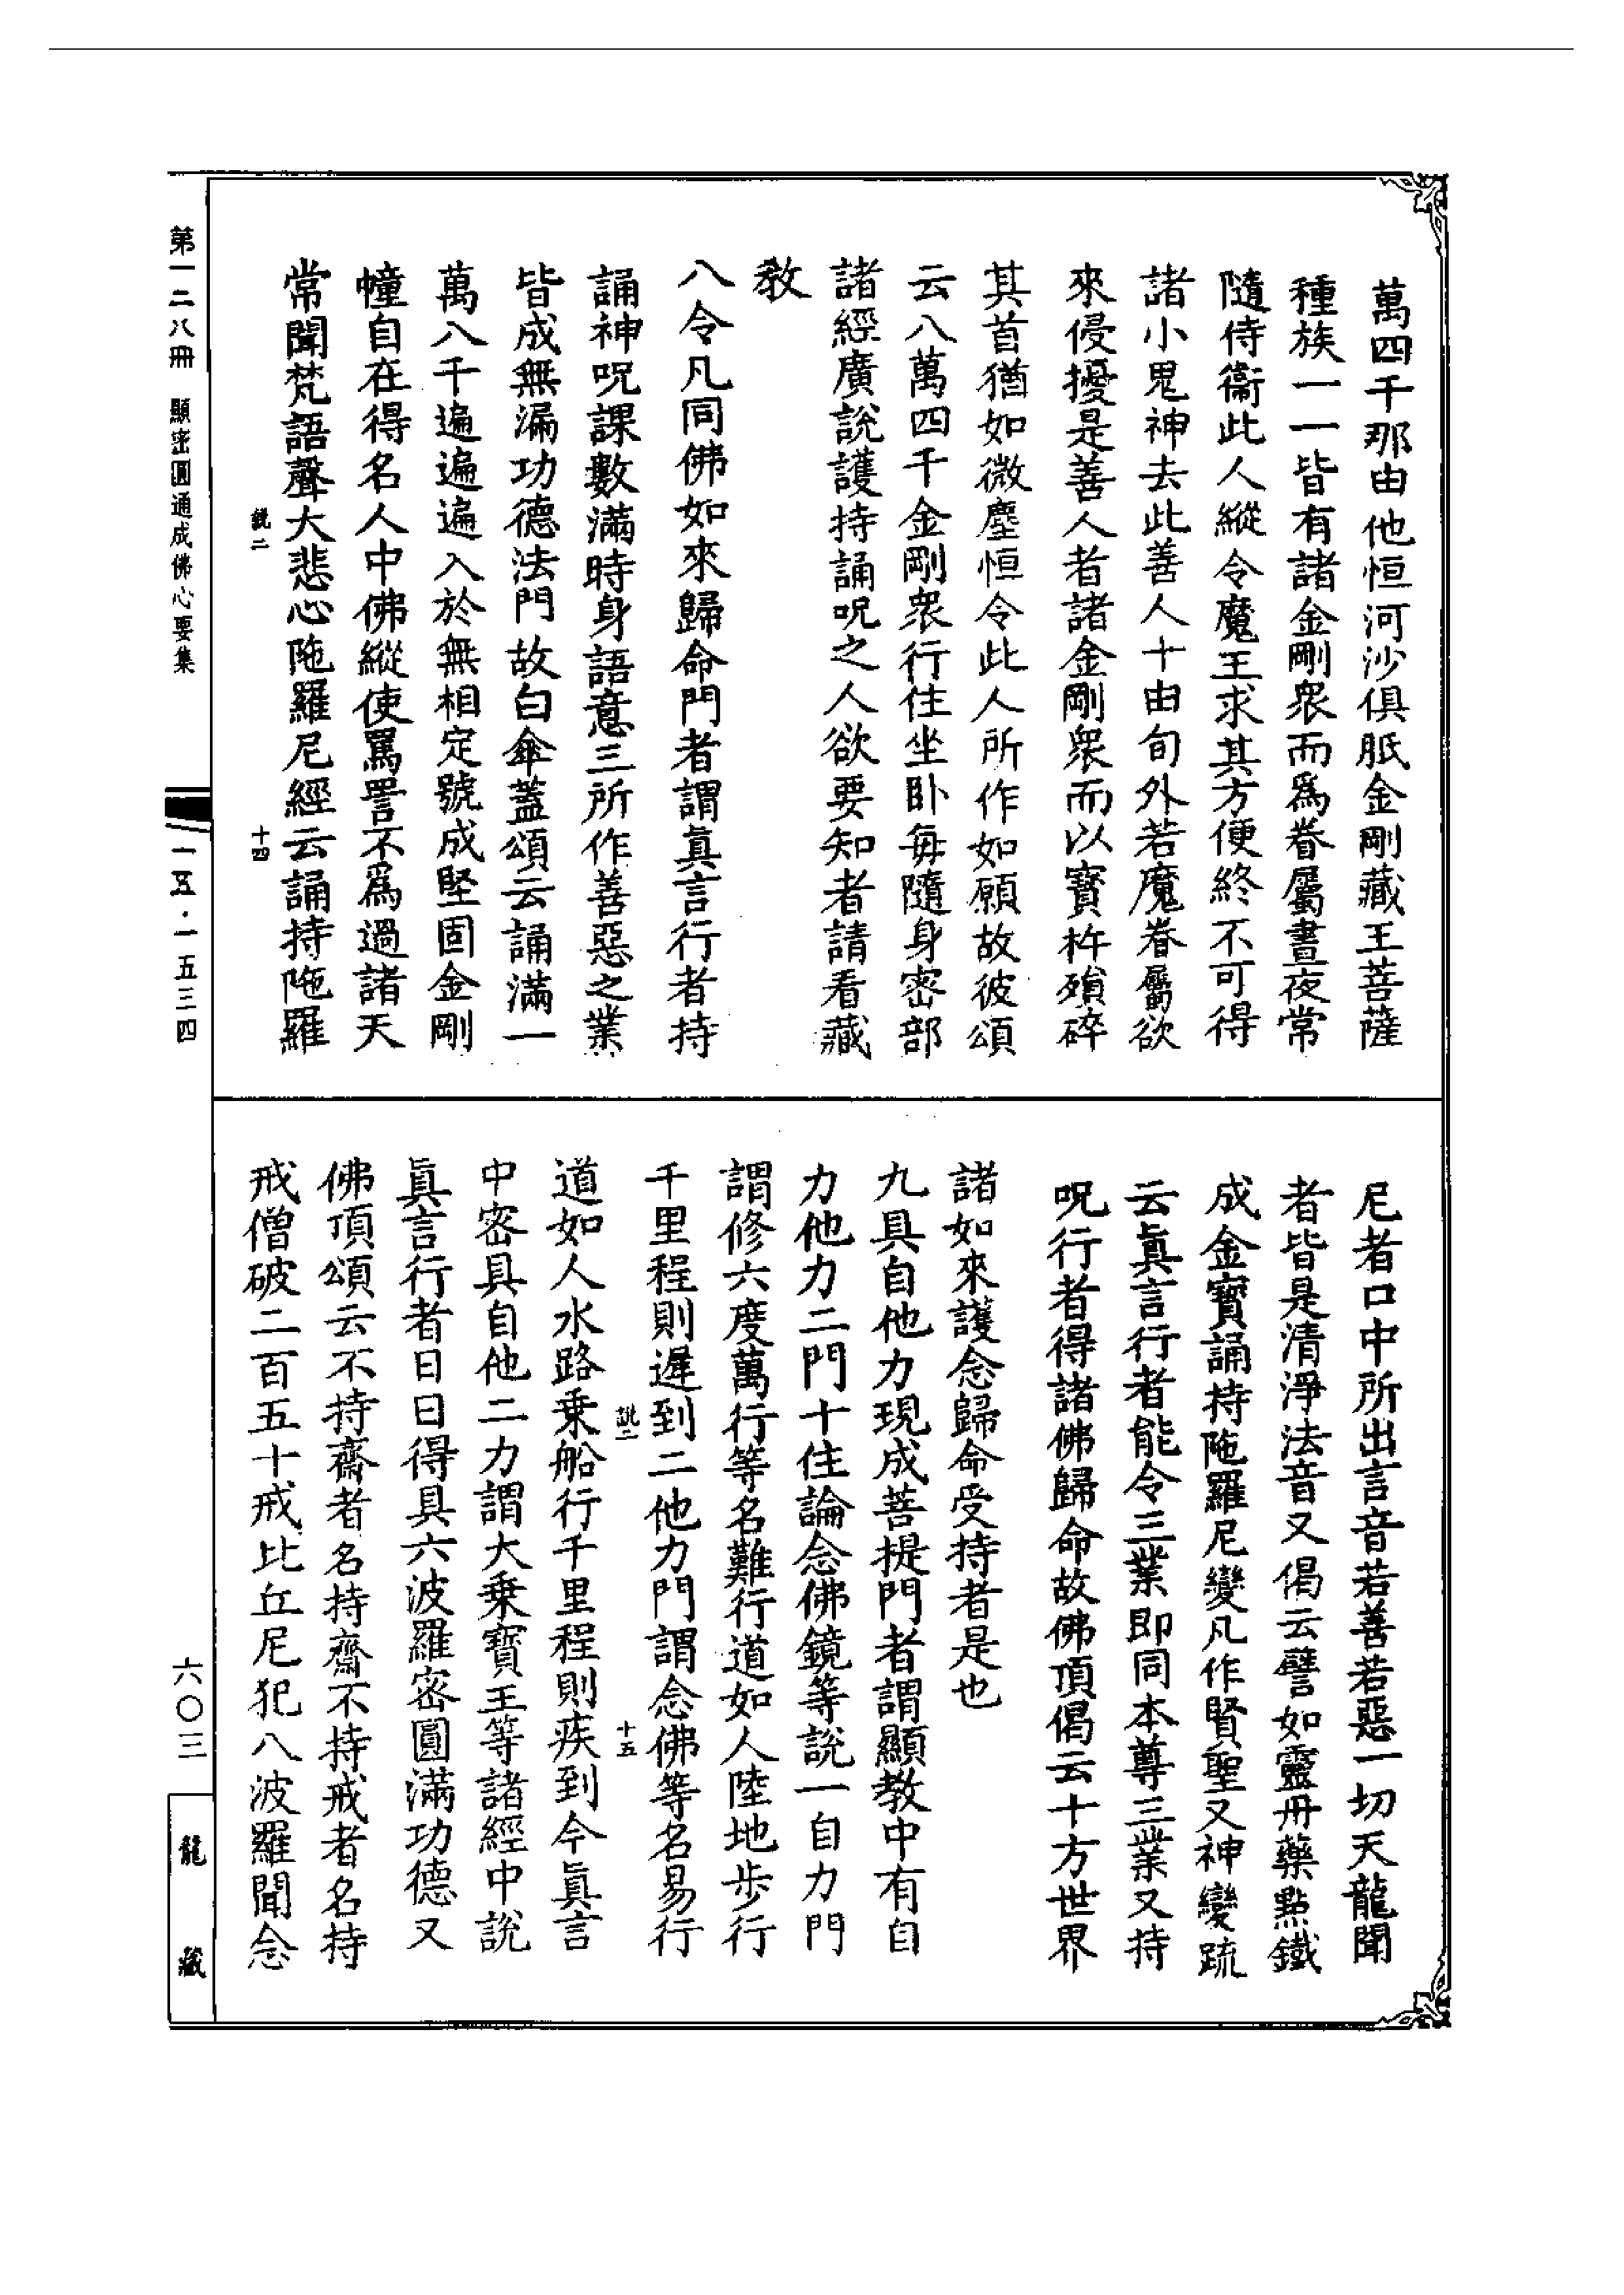 萬四千那由他恒河沙俱胝金剛藏王菩薩
種族一一皆有諸金剛衆而爲眷屬晝夜常
隨侍衞此人縱令魔王求其方便終不可得
諸小鬼神去此善人十由旬外若魔眷屬欲
來侵擾是善人者諸金剛衆而以寳杵殞碎
其首猶如微塵恒令此人所作如願故彼頌
云八萬四千金剛衆行住坐卧毎隨身密部
諸經廣說護持誦呪之人欲要知者請看藏
敎
八令凡同佛如來歸命門者謂眞言行者持
誦神呪課數滿時身語意三所作善惡之業
皆成無漏功德法門故白傘蓋頌云誦滿一
萬八千遍遍遍入於無相定號成堅固金剛
幢自在得名人中佛縱使罵詈不爲過諸天
常聞梵語聲大悲心陁羅尼經云誦持陁羅
說二 十四
尼者口中所出言音若善若惡一切天龍聞
者皆是清淨法音又偈云譬如靈丹藥點鐵
成金寳誦持陁羅尼變凡作賢聖又神變疏
云眞言行者能令三業即同本尊三業又持
呪行者得諸佛歸命故佛頂偈云十方世界
諸如來護念歸命受持者是也
九具自他力現成菩提門者謂顯教中有自
力他力二門十住論念佛鏡等說一自力門
謂修六度萬行等名難行道如人陸地步行
千里程則遲到二他力門謂念佛等名易行
說二 十五
道如人水路乗船行千里程則疾到今眞言
中密具自他二力謂大乗寳王等諸經中說
眞言行者日日得具六波羅密圓滿功德又
佛頂頌云不持齋者名持齋不持戒者名持
戒僧破二百五十戒比丘尼犯八波羅聞念
第一二八冊 顯密圓通成佛心要集
一五·一五三四
六〇三
龍藏